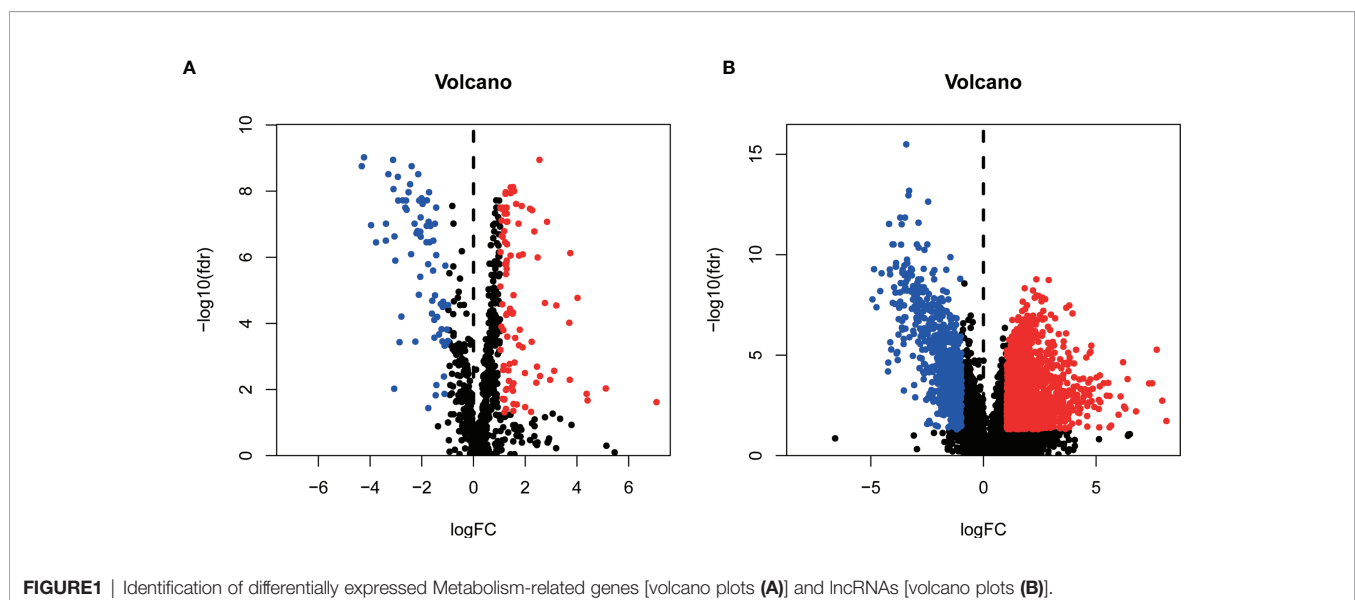 A
Volcano
−log10(fdr)
10
8
6
4
2
0
−6 −4 −2 0 2 4 6
logFC
B
Volcano
−log10(fdr)
15
10
5
0
−5 0 5
logFC
FIGURE1 | Identification of differentially expressed Metabolism-related genes [volcano plots (A)] and lncRNAs [volcano plots (B)].